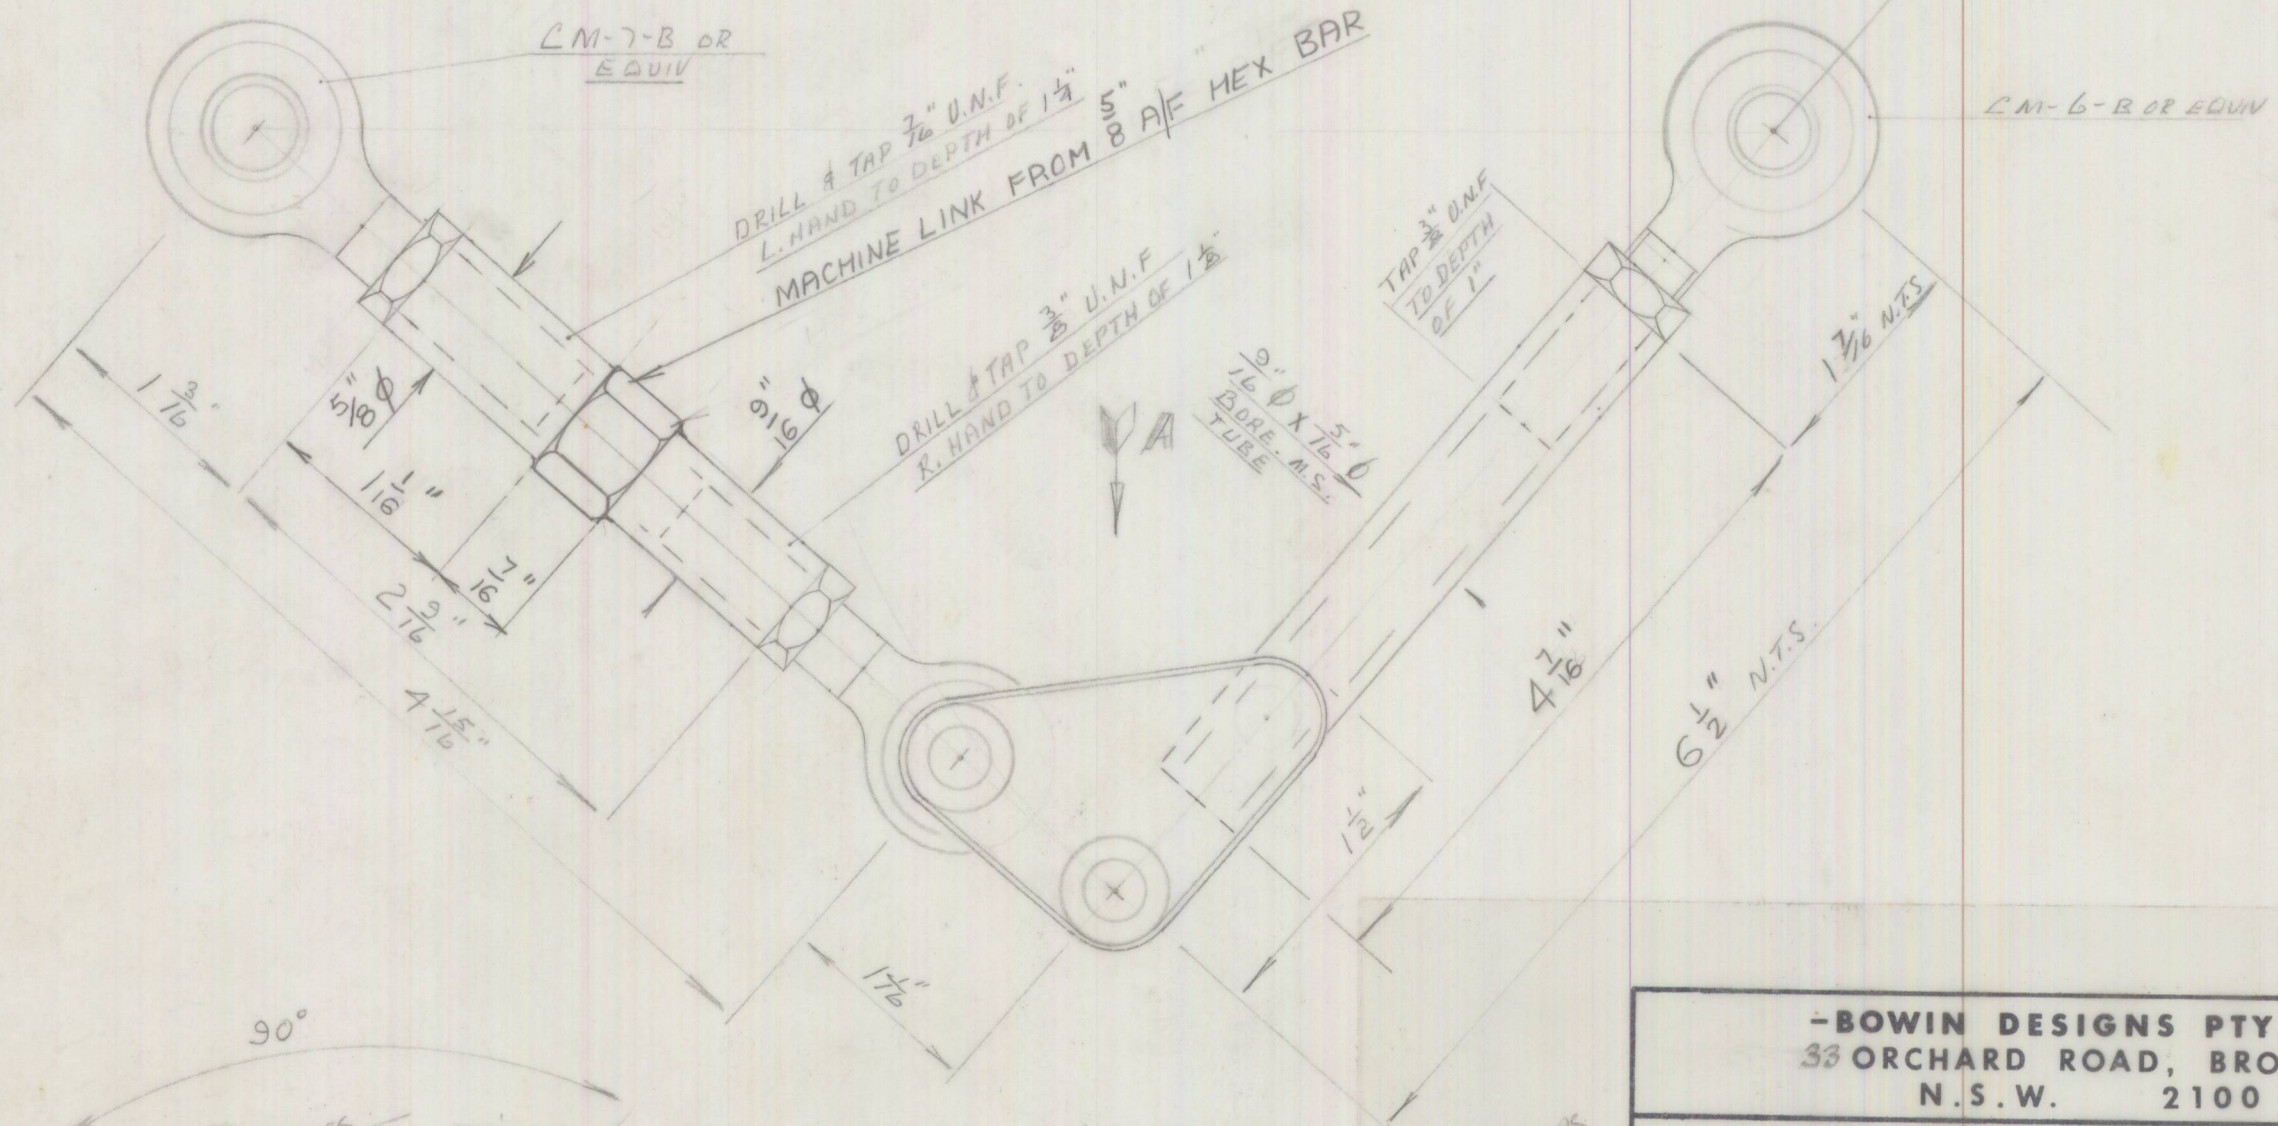 CM-7-B OR
EQUIV
DRILL & TAP 7/16" U.N.F.
L. HAND TO DEPTH OF 1 1/4"
MACHINE LINK FROM 5/8" A/F HEX BAR
DRILL & TAP 3/8" U.N.F
R. HAND TO DEPTH OF 1 1/8"
TAP 3/8" U.N.F
TO DEPTH
OF 1"
CM-6-B OR EQUIV
9/16" φ X 5/16" φ
BORE. M.S.
TUBE
A
1 3/16"
5/8" φ
1 1/16"
7/16"
2 9/16"
4 15/16"
9/16" φ
1 7/16" N.T.S
4 7/16"
6 1/2" N.T.S.
1 1/2"
1 1/16"
90°
-BOWIN DESIGNS PTY
33 ORCHARD ROAD, BRO
N.S.W. 2100